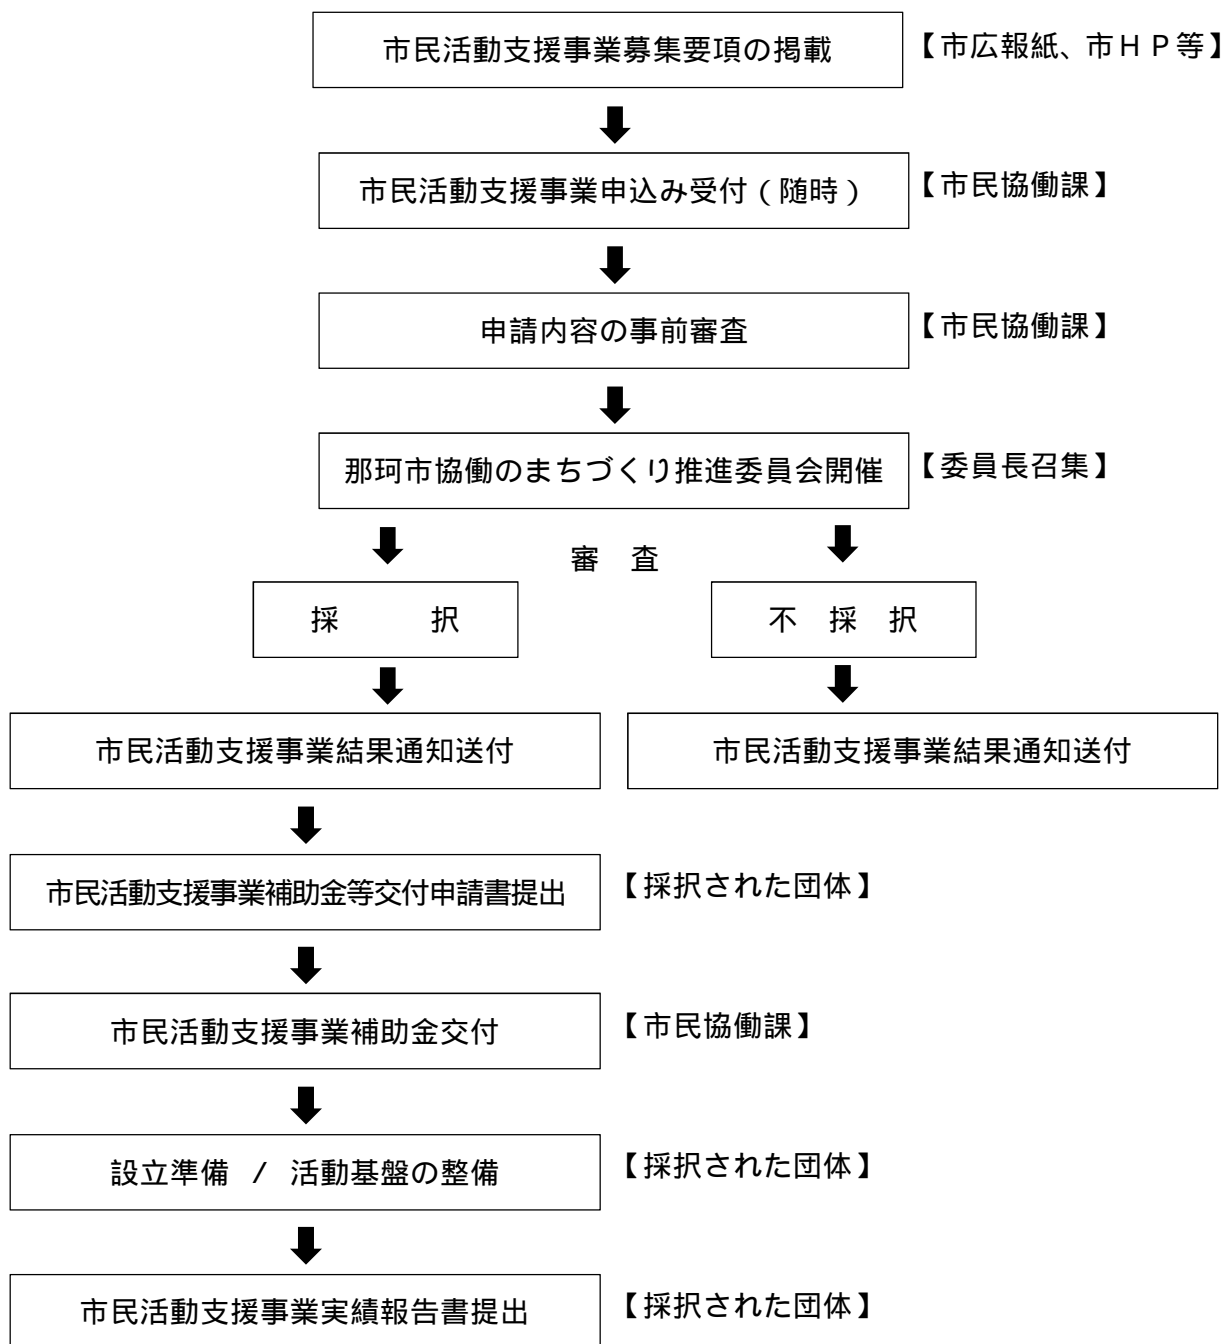 市民活動支援事業募集要項の掲載 【市広報紙、市ＨＰ等】
市民活動支援事業申込み受付（随時） 【市民協働課】
申請内容の事前審査 【市民協働課】
那珂市協働のまちづくり推進委員会開催 【委員長召集】
審　査
採　　　択 不　採　択
市民活動支援事業結果通知送付 市民活動支援事業結果通知送付
市民活動支援事業補助金等交付申請書提出 【採択された団体】
市民活動支援事業補助金交付 【市民協働課】
設立準備 / 活動基盤の整備 【採択された団体】
市民活動支援事業実績報告書提出 【採択された団体】